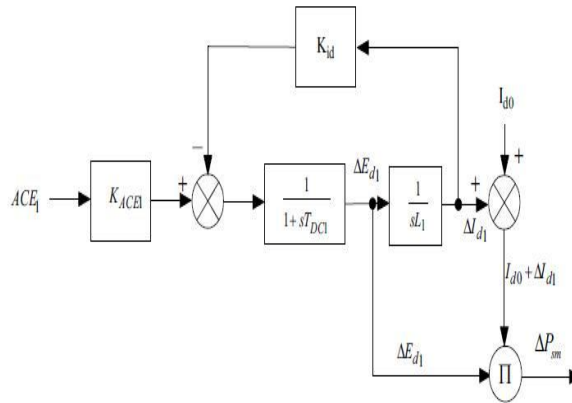 K_id
I_d0
−
+
ΔE_d1
+
+
ACE_1
K_ACE1
1
1 + sT_DC1
1
sL_1
ΔI_d1
I_d0 + ΔI_d1
ΔE_d1
Π
ΔP_sm